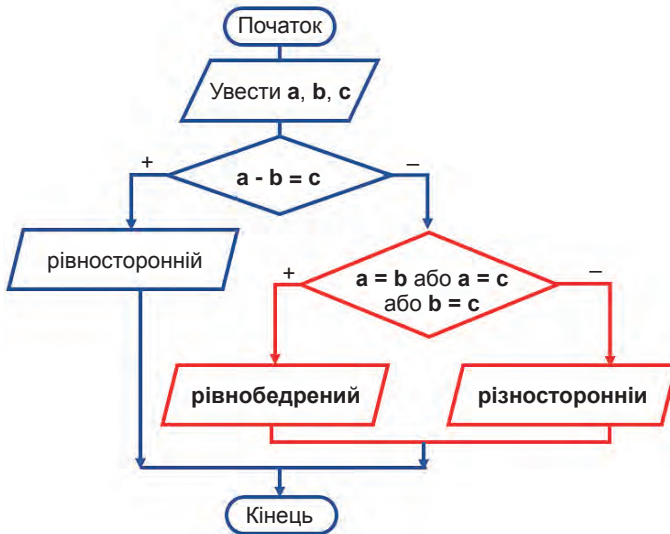 Початок
Увести a, b, c
+
–
a - b = c
рівносторонній
+
–
a = b або a = c
або b = c
рівнобедрений
різносторонніи
Кінець